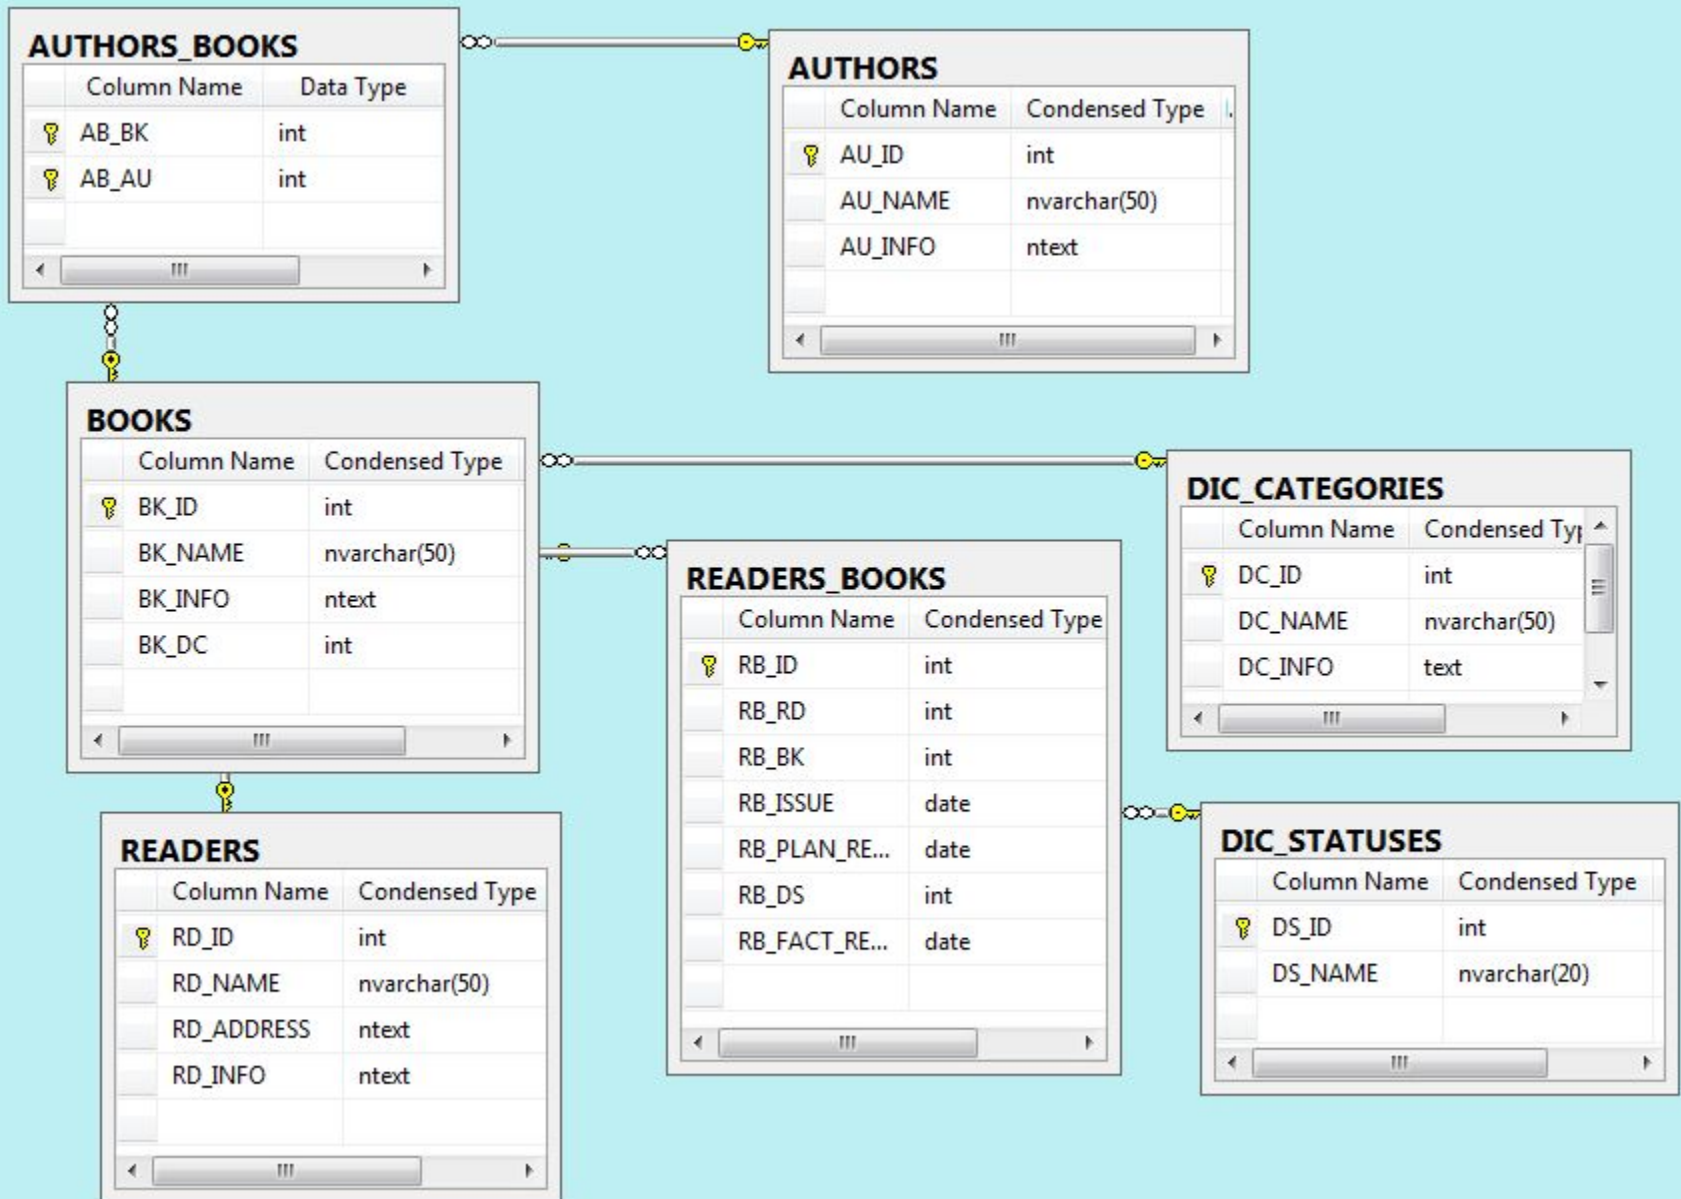 AUTHORS_BOOKS
Column Name Data Type
AB_BK int
AB_AU int
AUTHORS
Column Name Condensed Type
AU_ID int
AU_NAME nvarchar(50)
AU_INFO ntext
BOOKS
Column Name Condensed Type
BK_ID int
BK_NAME nvarchar(50)
BK_INFO ntext
BK_DC int
DIC_CATEGORIES
Column Name Condensed Typ
DC_ID int
DC_NAME nvarchar(50)
DC_INFO text
READERS_BOOKS
Column Name Condensed Type
RB_ID int
RB_RD int
RB_BK int
RB_ISSUE date
RB_PLAN_RE... date
RB_DS int
RB_FACT_RE... date
READERS
Column Name Condensed Type
RD_ID int
RD_NAME nvarchar(50)
RD_ADDRESS ntext
RD_INFO ntext
DIC_STATUSES
Column Name Condensed Type
DS_ID int
DS_NAME nvarchar(20)